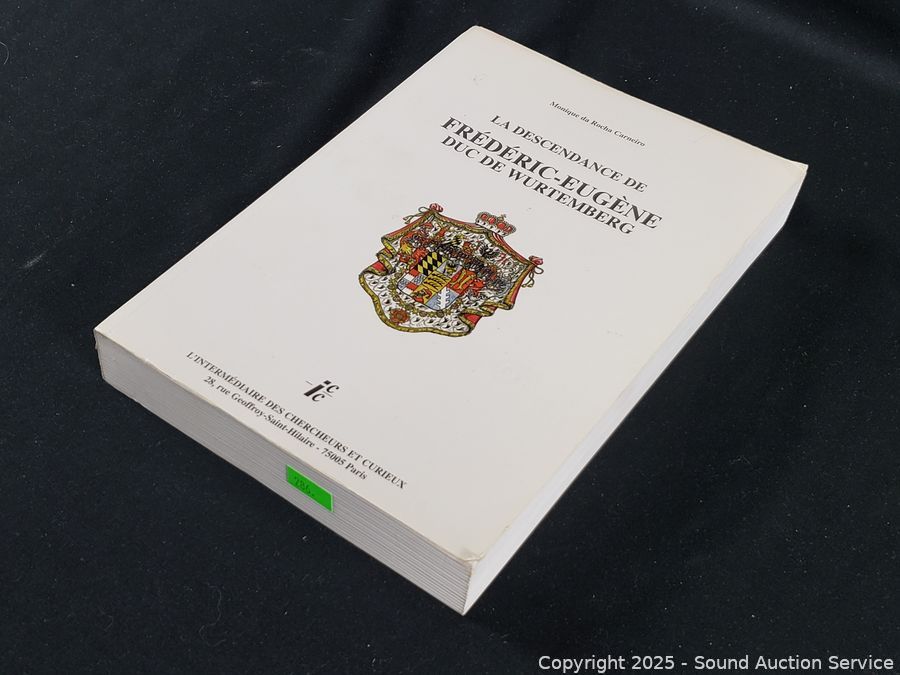 Monique da Rocha Carneiro
LA DESCENDANCE DE
FRÉDÉRIC-EUGÈNE
DUC DE WURTEMBERG
L'INTERMÉDIAIRE DES CHERCHEURS ET CURIEUX
28, rue Geoffroy-Saint-Hilaire - 75005 Paris
Copyright 2025 - Sound Auction Service